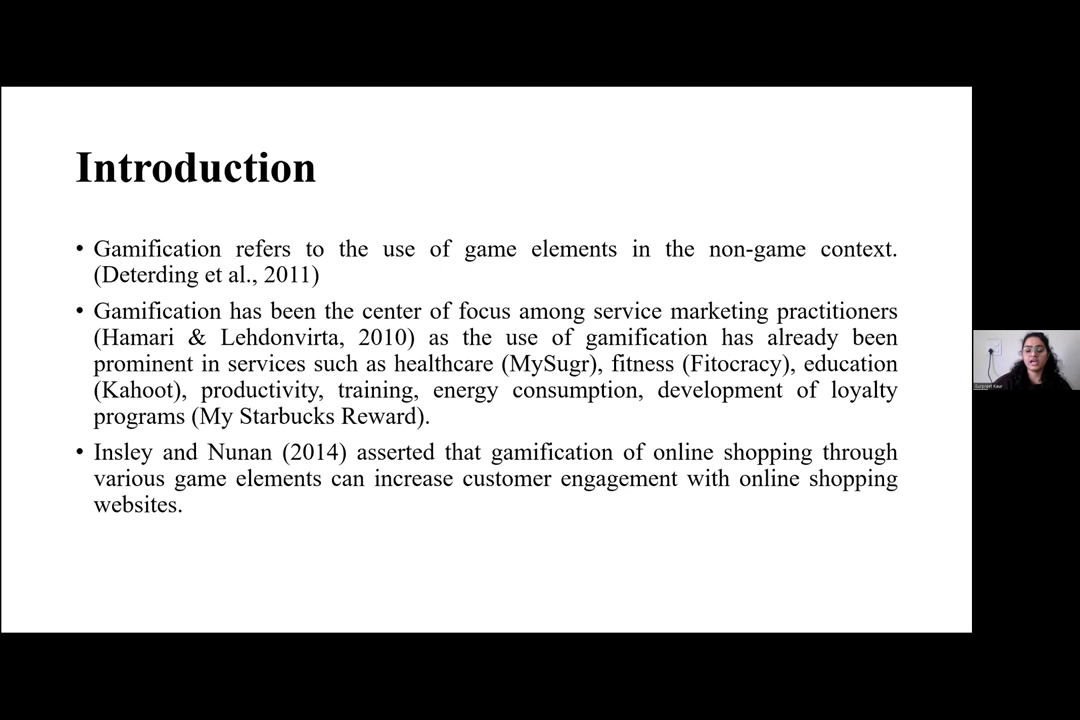 Introduction
• Gamification refers to the use of game elements in the non-game context.
(Deterding et al., 2011)
• Gamification has been the center of focus among service marketing practitioners
(Hamari & Lehdonvirta, 2010) as the use of gamification has already been
prominent in services such as healthcare (MySugr), fitness (Fitocracy), education
(Kahoot), productivity, training, energy consumption, development of loyalty
programs (My Starbucks Reward).
• Insley and Nunan (2014) asserted that gamification of online shopping through
various game elements can increase customer engagement with online shopping
websites.
Gurpreet Kaur